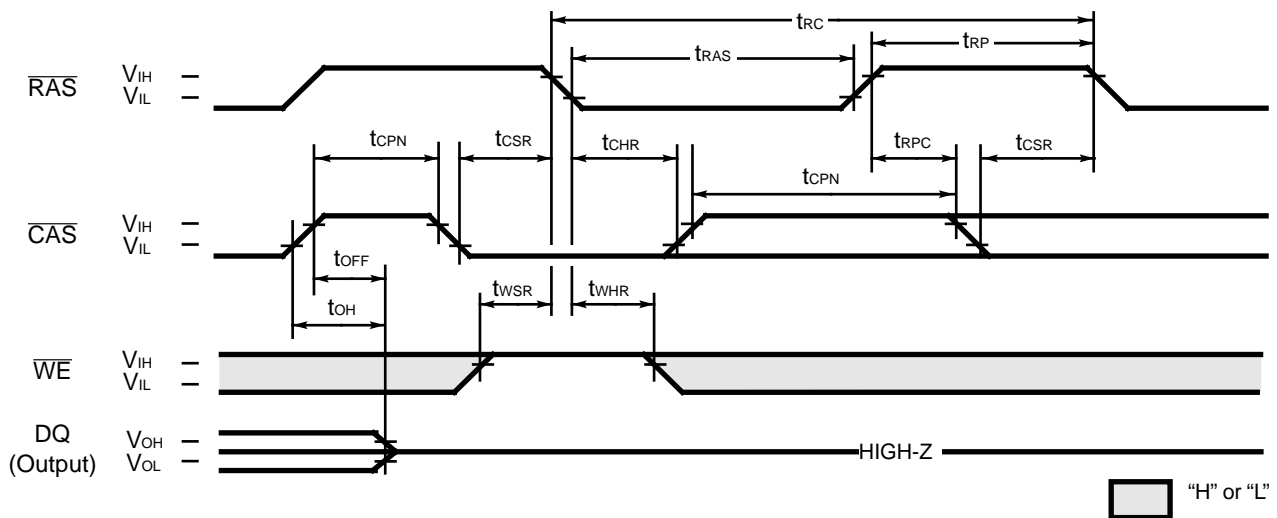 tRC
tRAS
tRP
RAS
VIH
VIL
tCPN
tCSR
tCHR
tRPC
tCSR
tCPN
CAS
VIH
VIL
tOFF
tOH
tWSR
tWHR
WE
VIH
VIL
DQ
(Output)
VOH
VOL
HIGH-Z
“H” or “L”